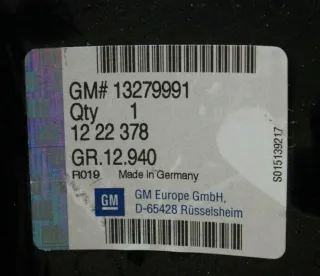 GM# 13279991
Qty 1
12 22 378
GR.12.940
R019 Made in Germany
GM
GM Europe GmbH,
D-65428 Rüsselsheim
S015139217